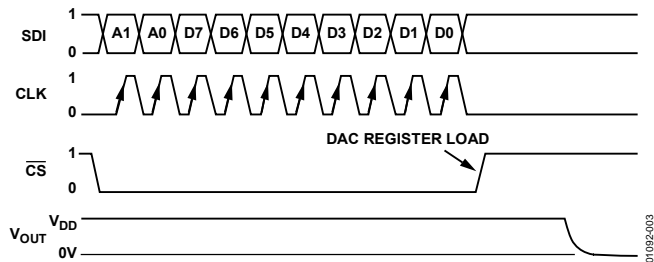 SDI
1
0
A1 A0 D7 D6 D5 D4 D3 D2 D1 D0
CLK
1
0
DAC REGISTER LOAD
CS
1
0
VOUT
VDD
0V
01092-003